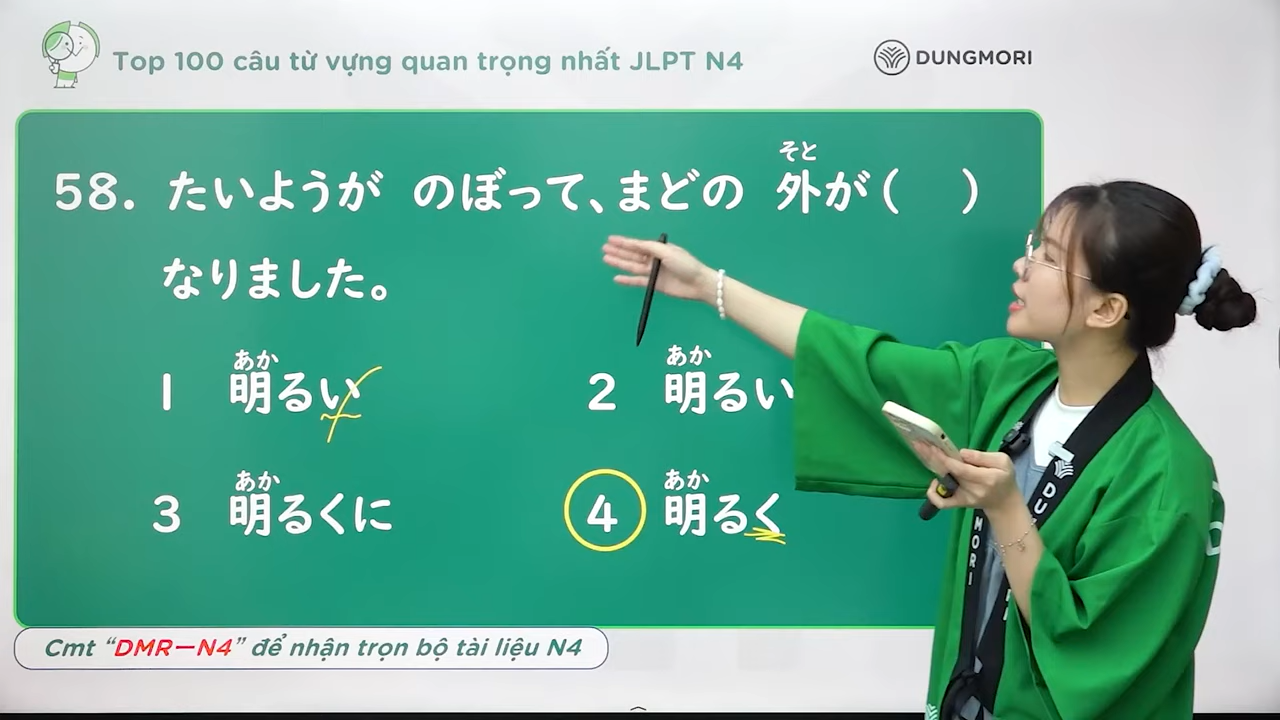 Top 100 câu từ vựng quan trọng nhất JLPT N4
DUNGMORI
そと
58. たいようが のぼって、まどの 外が( )
なりました。
あか
1 明るい
あか
2 明るい
あか
3 明るくに
あか
4 明るく
Cmt “DMR—N4” để nhận trọn bộ tài liệu N4
DU
MORI